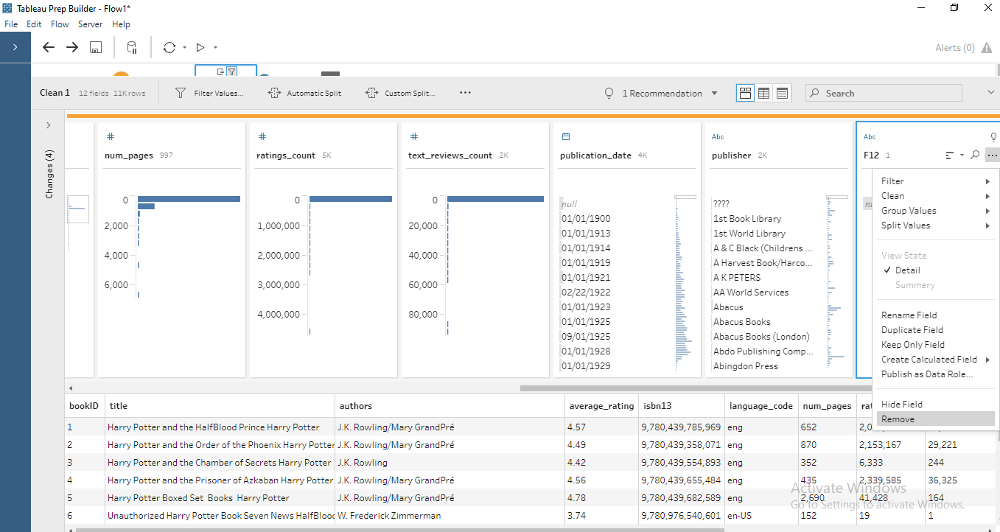 Tableau Prep Builder - Flow1*
File Edit Flow Server Help
Alerts (0)
Clean 1 12 fields 11K rows Filter Values... Automatic Split Custom Split... 1 Recommendation Search
Changes (4)
num_pages 997
0
2,000
4,000
6,000
ratings_count 5K
0
1,000,000
2,000,000
3,000,000
4,000,000
text_reviews_count 2K
0
20,000
40,000
60,000
80,000
publication_date 4K
null
01/01/1900
01/01/1913
01/01/1914
01/01/1919
01/01/1921
02/22/1922
01/01/1923
01/01/1925
09/01/1925
01/01/1928
01/01/1929
Abc
publisher 2K
????
1st Book Library
1st World Library
A & C Black (Childrens ...
A Harvest Book/Harco...
A K PETERS
AA World Services
Abacus
Abacus Books
Abacus Books (London)
Abdo Publishing Comp...
Abingdon Press
Abc
F12 1
Filter
Clean
Group Values
Split Values
View State
Detail
Summary
Rename Field
Duplicate Field
Keep Only Field
Create Calculated Field
Publish as Data Role...
Hide Field
Remove
bookID title authors average_rating isbn13 language_code num_pages
1 Harry Potter and the HalfBlood Prince Harry Potter J.K. Rowling/Mary GrandPré 4.57 9,780,439,785,969 eng 652
2 Harry Potter and the Order of the Phoenix Harry Potter J.K. Rowling/Mary GrandPré 4.49 9,780,439,358,071 eng 870 2,153,167 29,221
3 Harry Potter and the Chamber of Secrets Harry Potter J.K. Rowling 4.42 9,780,439,554,893 eng 352 6,333 244
4 Harry Potter and the Prisoner of Azkaban Harry Potter J.K. Rowling/Mary GrandPré 4.56 9,780,439,655,484 eng 435 2,339,585 36,325
5 Harry Potter Boxed Set Books Harry Potter J.K. Rowling/Mary GrandPré 4.78 9,780,439,682,589 eng 2,690 41,428 164
6 Unauthorized Harry Potter Book Seven News HalfBlood W. Frederick Zimmerman 3.74 9,780,976,540,601 en-US 152 19 1
Activate Windows
Go to Settings to activate Windows.